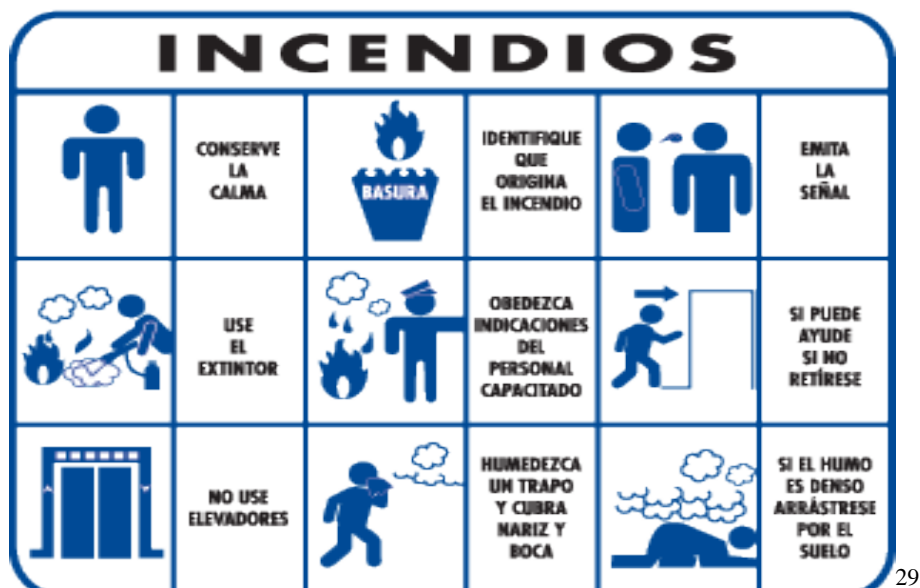 INCENDIOS
CONSERVE
LA
CALMA
BASURA
IDENTIFIQUE
QUE
ORIGINA
EL INCENDIO
EMITA
LA
SEÑAL
USE
EL
EXTINTOR
OBEDEZCA
INDICACIONES
DEL
PERSONAL
CAPACITADO
SI PUEDE
AYUDE
SI NO
RETÍRESE
NO USE
ELEVADORES
HUMEDEZCA
UN TRAPO
Y CUBRA
NARIZ Y
BOCA
SI EL HUMO
ES DENSO
ARRÁSTRESE
POR EL
SUELO
29